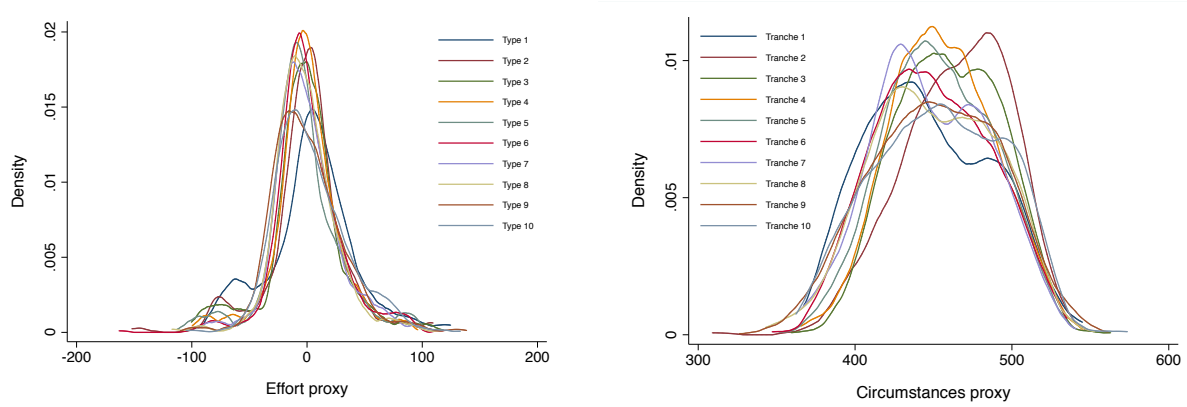 .02
.015
.01
.005
0
Density
-200
-100
0
100
200
Effort proxy
Type 1
Type 2
Type 3
Type 4
Type 5
Type 6
Type 7
Type 8
Type 9
Type 10
.01
.005
0
Density
300
400
500
600
Circumstances proxy
Tranche 1
Tranche 2
Tranche 3
Tranche 4
Tranche 5
Tranche 6
Tranche 7
Tranche 8
Tranche 9
Tranche 10